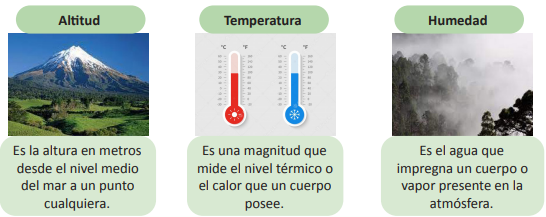 Altitud
Es la altura en metros
desde el nivel medio
del mar a un punto
cualquiera.
Temperatura
°C °F °C °F
Es una magnitud que
mide el nivel térmico o
el calor que un cuerpo
posee.
Humedad
Es el agua que
impregna un cuerpo o
vapor presente en la
atmósfera.